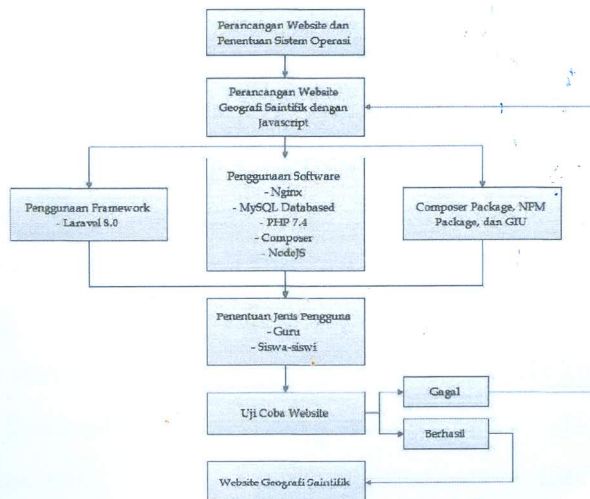 Perancangan Website dan
Penentuan Sistem Operasi
Perancangan Website
Geografi Saintifik dengan
Javascript
Penggunaan Framework
- Laravel 8.0
Penggunaan Software
- Nginx
- MySQL Databased
- PHP 7.4
- Composer
- NodeJS
Composer Package, NPM
Package, dan GIU
Penentuan Jenis Pengguna
- Guru
- Siswa-siswi
Uji Coba Website
Gagal
Berhasil
Website Geografi Saintifik